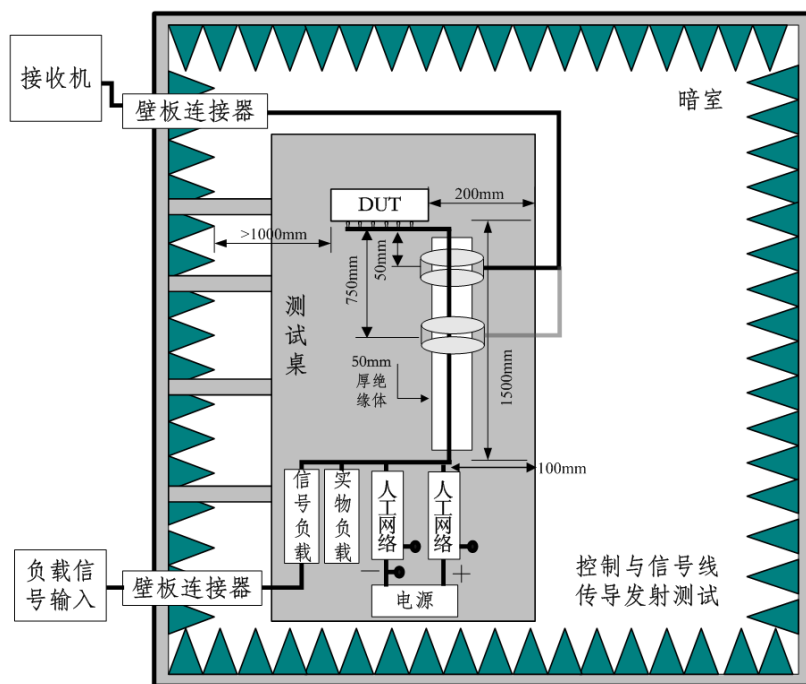 接收机
壁板连接器
暗室
DUT
200mm
>1000mm
50mm
750mm
测
试
桌
1500mm
50mm
厚绝
缘体
100mm
信
号
负
载
实
物
负
载
人
工
网
络
人
工
网
络
负载信
号输入
壁板连接器
—
+
电源
控制与信号线
传导发射测试